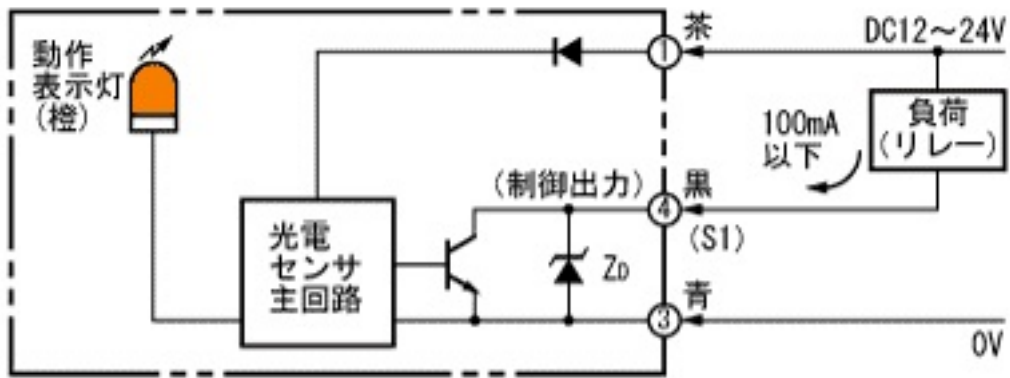 動作
表示灯
(橙)
光電
センサ
主回路
(制御出力)
ZD
①
茶
④
黒
(S1)
③
青
DC12～24V
100mA
以下
負荷
(リレー)
0V